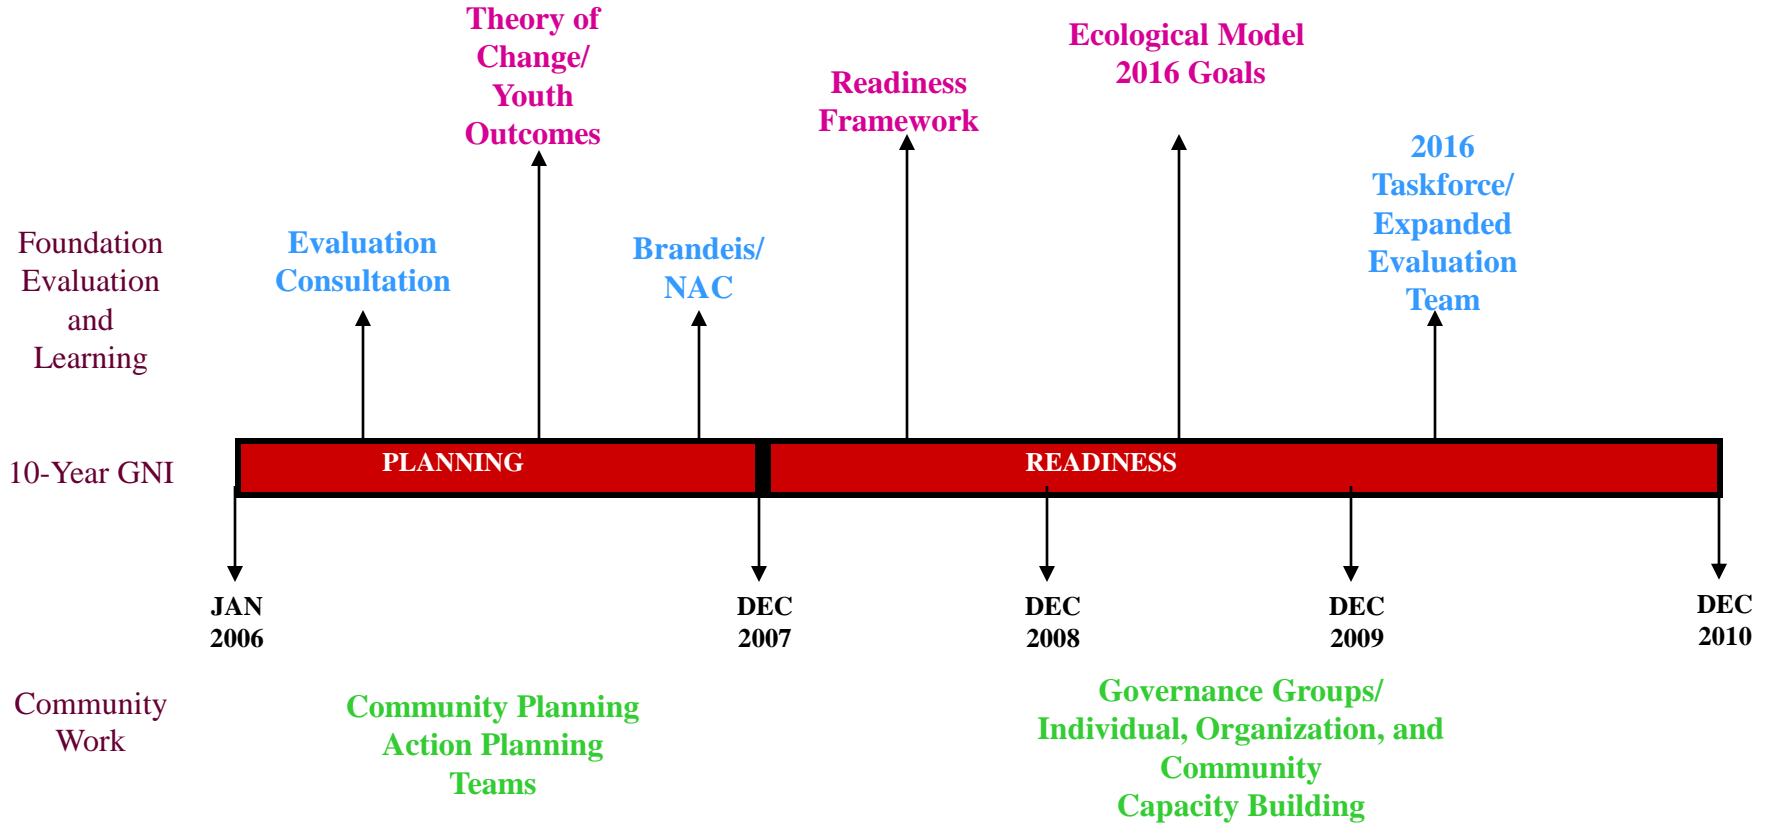 Theory of
Change/
Youth
Outcomes
Readiness
Framework
Ecological Model
2016 Goals
2016
Taskforce/
Expanded
Evaluation
Team
Foundation
Evaluation
and
Learning
Evaluation
Consultation
Brandeis/
NAC
10-Year GNI
PLANNING
READINESS
JAN
2006
DEC
2007
DEC
2008
DEC
2009
DEC
2010
Community
Work
Community Planning
Action Planning
Teams
Governance Groups/
Individual, Organization, and
Community
Capacity Building